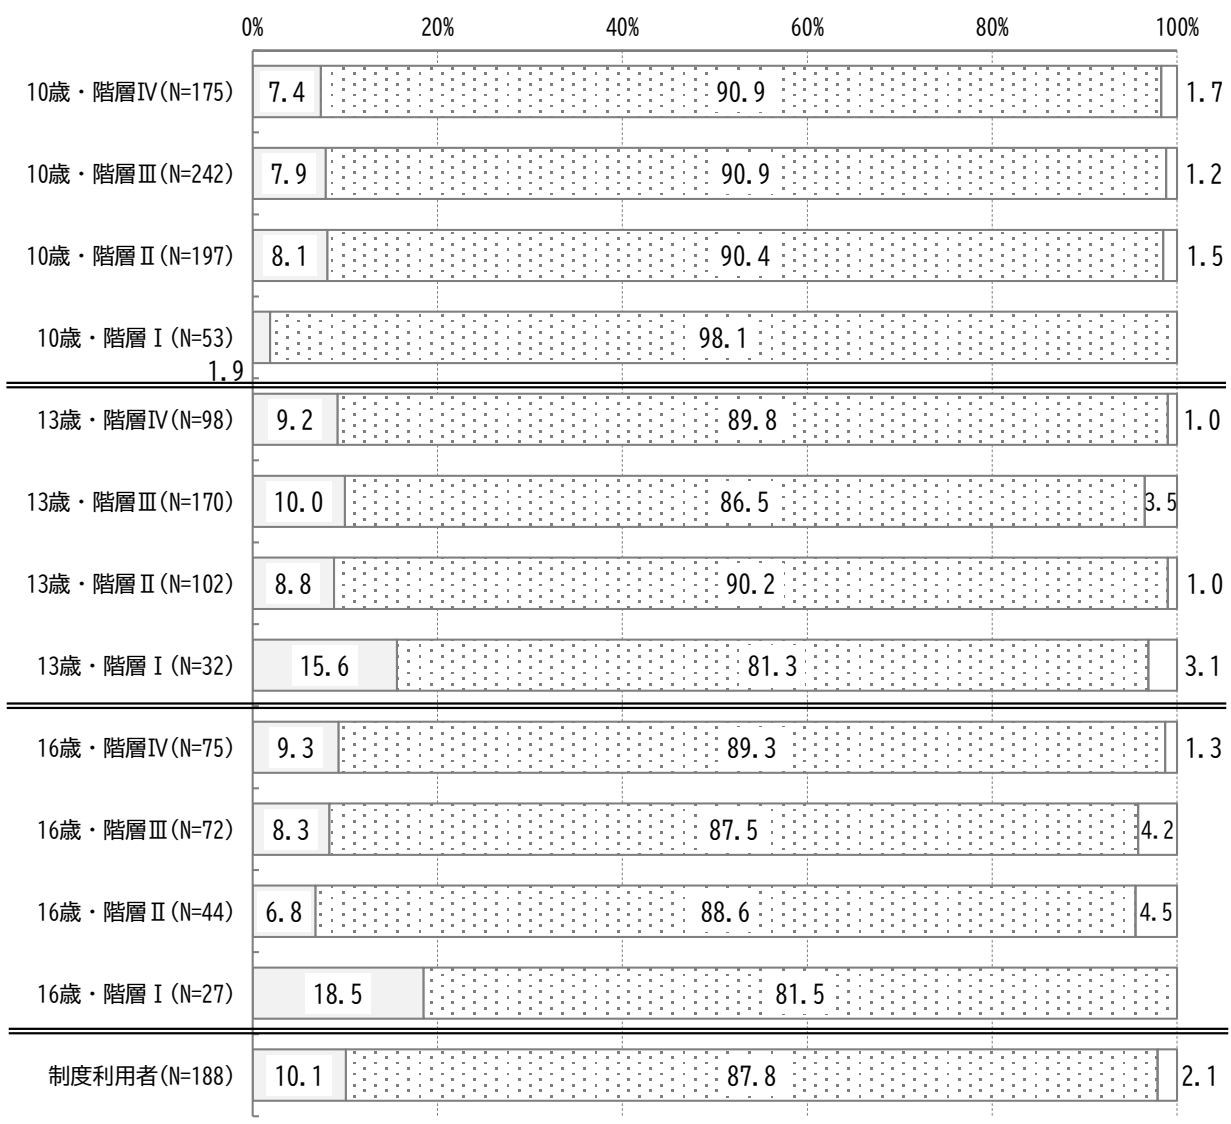 0% 20% 40% 60% 80% 100%
10歳・階層Ⅳ(N=175) 7.4 90.9 1.7
10歳・階層Ⅲ(N=242) 7.9 90.9 1.2
10歳・階層Ⅱ(N=197) 8.1 90.4 1.5
10歳・階層Ⅰ(N=53) 98.1
1.9
13歳・階層Ⅳ(N=98) 9.2 89.8 1.0
13歳・階層Ⅲ(N=170) 10.0 86.5 3.5
13歳・階層Ⅱ(N=102) 8.8 90.2 1.0
13歳・階層Ⅰ(N=32) 15.6 81.3 3.1
16歳・階層Ⅳ(N=75) 9.3 89.3 1.3
16歳・階層Ⅲ(N=72) 8.3 87.5 4.2
16歳・階層Ⅱ(N=44) 6.8 88.6 4.5
16歳・階層Ⅰ(N=27) 18.5 81.5
制度利用者(N=188) 10.1 87.8 2.1